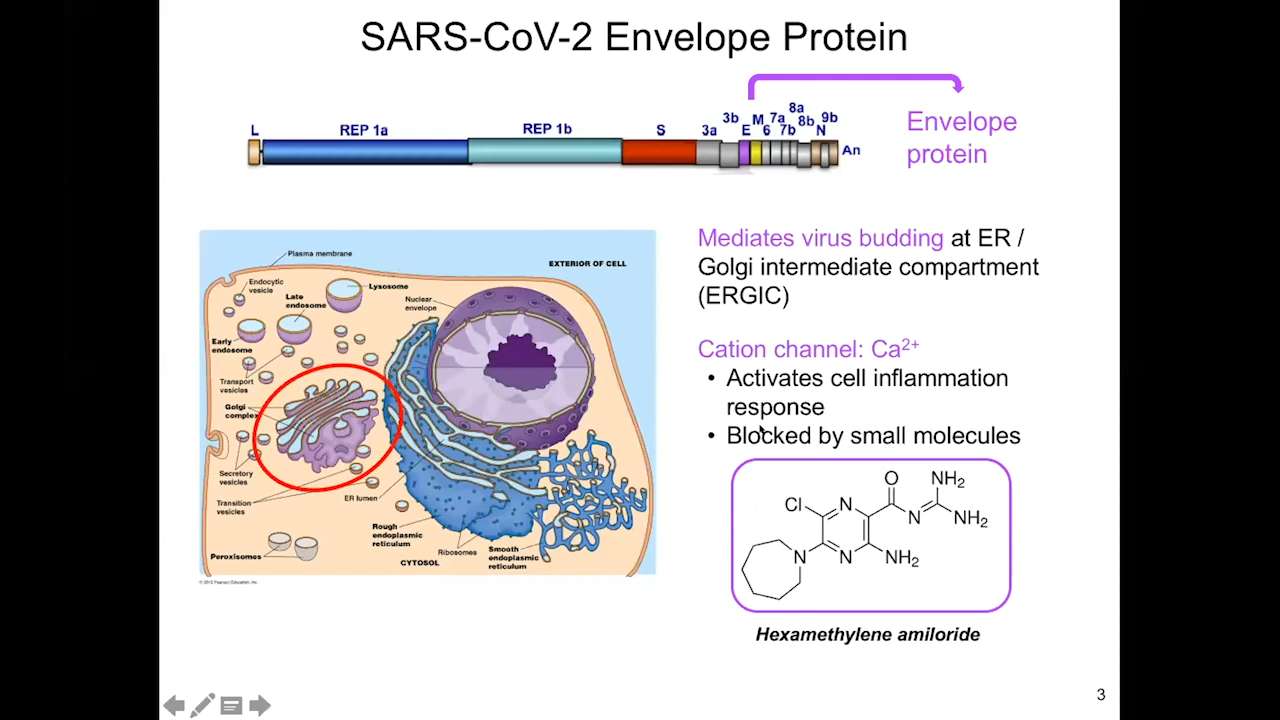 SARS-CoV-2 Envelope Protein
L
REP 1a
REP 1b
S
3a
3b
E
M
6
7a
7b
8a
8b
N
9b
An
Envelope
protein
Plasma membrane
EXTERIOR OF CELL
Endocytic
vesicle
Late
endosome
Lysosome
Nuclear
envelope
Early
endosome
Transport
vesicles
Golgi
complex
Secretory
vesicles
Transition
vesicles
ER lumen
Rough
endoplasmic
reticulum
Ribosomes
Smooth
endoplasmic
reticulum
Peroxisomes
CYTOSOL
Pearson Education, Inc.
Mediates virus budding at ER /
Golgi intermediate compartment
(ERGIC)
Cation channel: Ca²⁺
• Activates cell inflammation
response
• Blocked by small molecules
O
NH₂
Cl
N
N
NH₂
N
N
NH₂
Hexamethylene amiloride
3